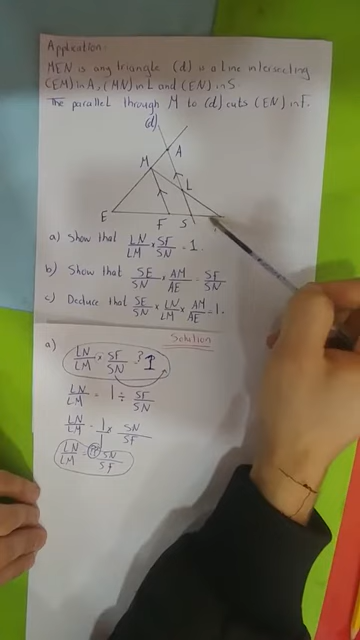 Application:
MEN is any triangle (d) is a line intersecting
(EM) in A, (MN) in L and (EN) in S.
The parallel through M to (d) cuts (EN) in F.
(d)
A
M
L
E
F
S
a) Show that LN/LM × SF/SN = 1.
b) Show that SE/SN × AM/AE = SF/SN
c) Deduce that SE/SN × LN/LM × AM/AE = 1.
Solution
a)
LN/LM × SF/SN = 1
LN/LM = 1 ÷ SF/SN
LN/LM = 1 × SN/SF
LN/LM = SN/SF